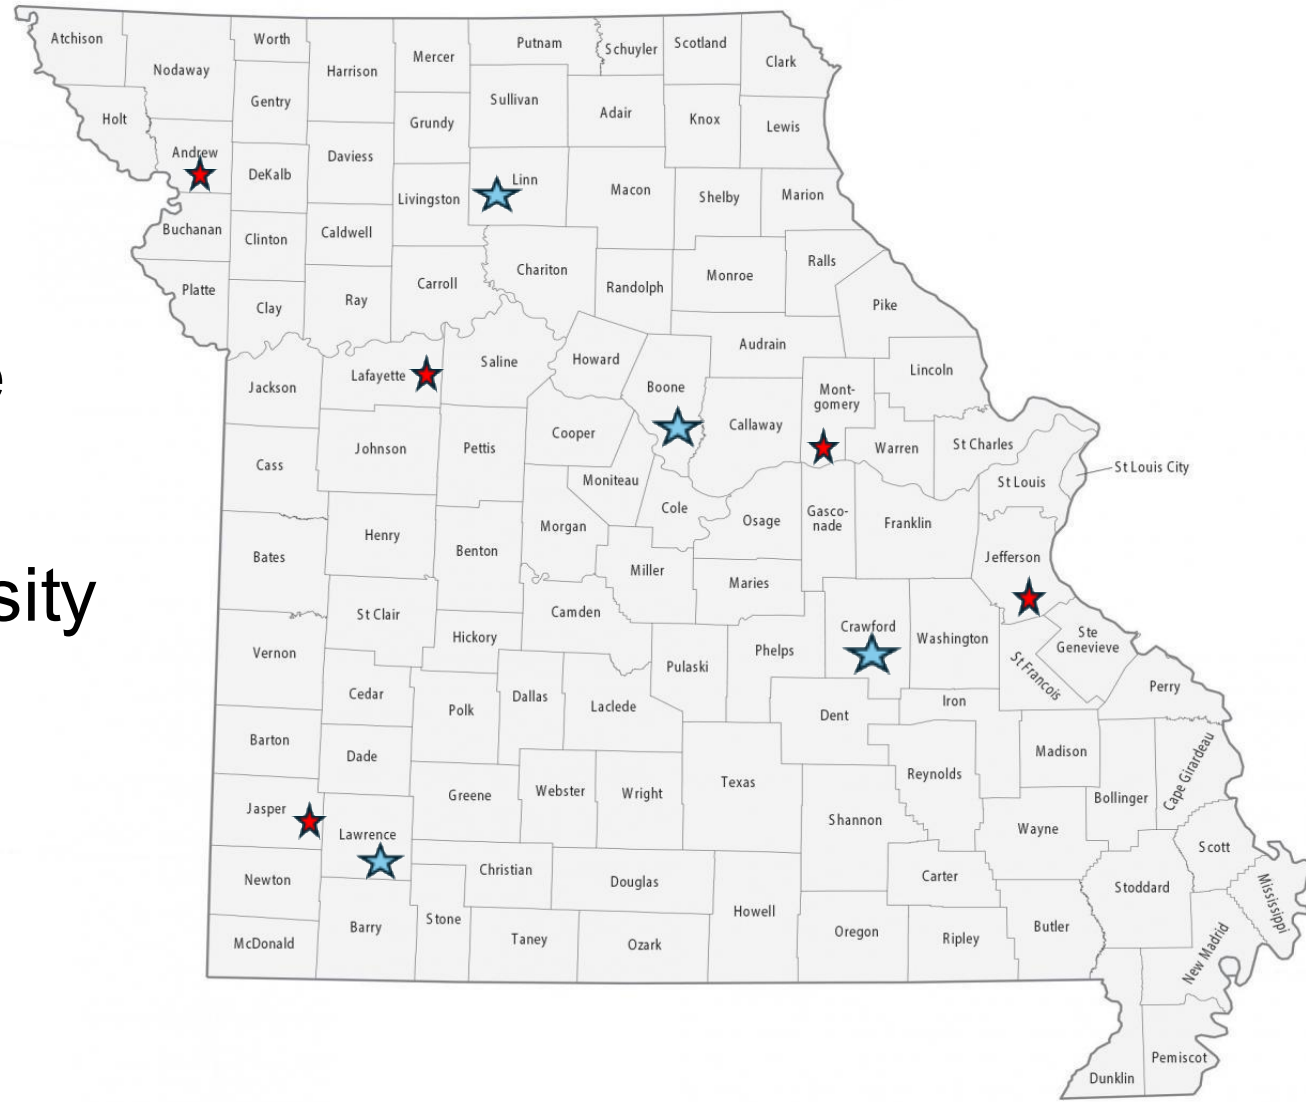 Atchison
Nodaway
Worth
Harrison
Mercer
Putnam
Schuyler
Scotland
Clark
Holt
Gentry
Sullivan
Adair
Knox
Lewis
Grundy
Andrew
DeKalb
Daviess
Livingston
Linn
Macon
Shelby
Marion
Buchanan
Clinton
Caldwell
Chariton
Randolph
Monroe
Ralls
Platte
Clay
Ray
Carroll
Pike
Audrain
Saline
Howard
Lincoln
e
Jackson
Lafayette
Boone
Mont-
gomery
Callaway
Cooper
Johnson
Pettis
Warren
St Charles
Cass
St Louis City
Moniteau
St Louis
Cole
Osage
Gasco-
nade
Franklin
Morgan
Henry
Benton
Bates
Jefferson
Miller
Maries
sity
St Clair
Camden
Crawford
Washington
Hickory
Ste
Genevieve
Vernon
Phelps
Pulaski
St Francois
Perry
Cedar
Dallas
Polk
Laclede
Iron
Dent
Barton
Dade
Madison
Cape Girardeau
Reynolds
Texas
Greene
Webster
Wright
Bollinger
Jasper
Shannon
Wayne
Lawrence
Scott
Newton
Christian
Douglas
Carter
Stoddard
Mississippi
Stone
Barry
Howell
Butler
McDonald
Taney
Ozark
Oregon
Ripley
New Madrid
Pemiscot
Dunklin